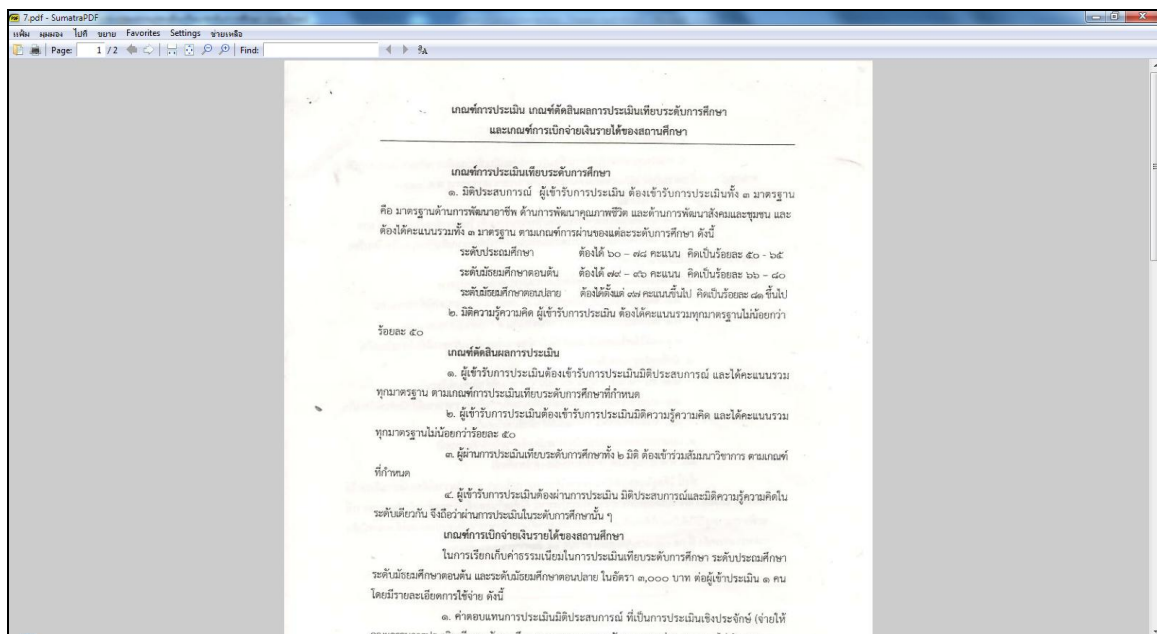 7.pdf - SumatraPDF
แฟ้ม มุมมอง ไปที่ ขยาย Favorites Settings ช่วยเหลือ
Page: 1 / 2 Find:
เกณฑ์การประเมิน เกณฑ์ตัดสินผลการประเมินเทียบระดับการศึกษา
และเกณฑ์การเบิกจ่ายเงินรายได้ของสถานศึกษา
เกณฑ์การประเมินเทียบระดับการศึกษา
๑. มิติประสบการณ์ ผู้เข้ารับการประเมิน ต้องเข้ารับการประเมินทั้ง ๓ มาตรฐาน
คือ มาตรฐานด้านการพัฒนาอาชีพ ด้านการพัฒนาคุณภาพชีวิต และด้านการพัฒนาสังคมและชุมชน และ
ต้องได้คะแนนรวมทั้ง ๓ มาตรฐาน ตามเกณฑ์การผ่านของแต่ละระดับการศึกษา ดังนี้
ระดับประถมศึกษา ต้องได้ ๖๐ – ๗๘ คะแนน คิดเป็นร้อยละ ๕๐ - ๖๕
ระดับมัธยมศึกษาตอนต้น ต้องได้ ๗๙ – ๙๖ คะแนน คิดเป็นร้อยละ ๖๖ – ๘๐
ระดับมัธยมศึกษาตอนปลาย ต้องได้ตั้งแต่ ๙๗ คะแนนขึ้นไป คิดเป็นร้อยละ ๘๑ ขึ้นไป
๒. มิติความรู้ความคิด ผู้เข้ารับการประเมิน ต้องได้คะแนนรวมทุกมาตรฐานไม่น้อยกว่า
ร้อยละ ๕๐
เกณฑ์ตัดสินผลการประเมิน
๑. ผู้เข้ารับการประเมินต้องเข้ารับการประเมินมิติประสบการณ์ และได้คะแนนรวม
ทุกมาตรฐาน ตามเกณฑ์การประเมินเทียบระดับการศึกษาที่กำหนด
๒. ผู้เข้ารับการประเมินต้องเข้ารับการประเมินมิติความรู้ความคิด และได้คะแนนรวม
ทุกมาตรฐานไม่น้อยกว่าร้อยละ ๕๐
๓. ผู้ผ่านการประเมินเทียบระดับการศึกษาทั้ง ๒ มิติ ต้องเข้าร่วมสัมมนาวิชาการ ตามเกณฑ์
ที่กำหนด
๔. ผู้เข้ารับการประเมินต้องผ่านการประเมิน มิติประสบการณ์และมิติความรู้ความคิดใน
ระดับเดียวกัน จึงถือว่าผ่านการประเมินในระดับการศึกษานั้น ๆ
เกณฑ์การเบิกจ่ายเงินรายได้ของสถานศึกษา
ในการเรียกเก็บค่าธรรมเนียมในการประเมินเทียบระดับการศึกษา ระดับประถมศึกษา
ระดับมัธยมศึกษาตอนต้น และระดับมัธยมศึกษาตอนปลาย ในอัตรา ๓,๐๐๐ บาท ต่อผู้เข้าประเมิน ๑ คน
โดยมีรายละเอียดการใช้จ่าย ดังนี้
๑. ค่าตอบแทนการประเมินมิติประสบการณ์ ที่เป็นการประเมินเชิงประจักษ์ (จ่ายให้